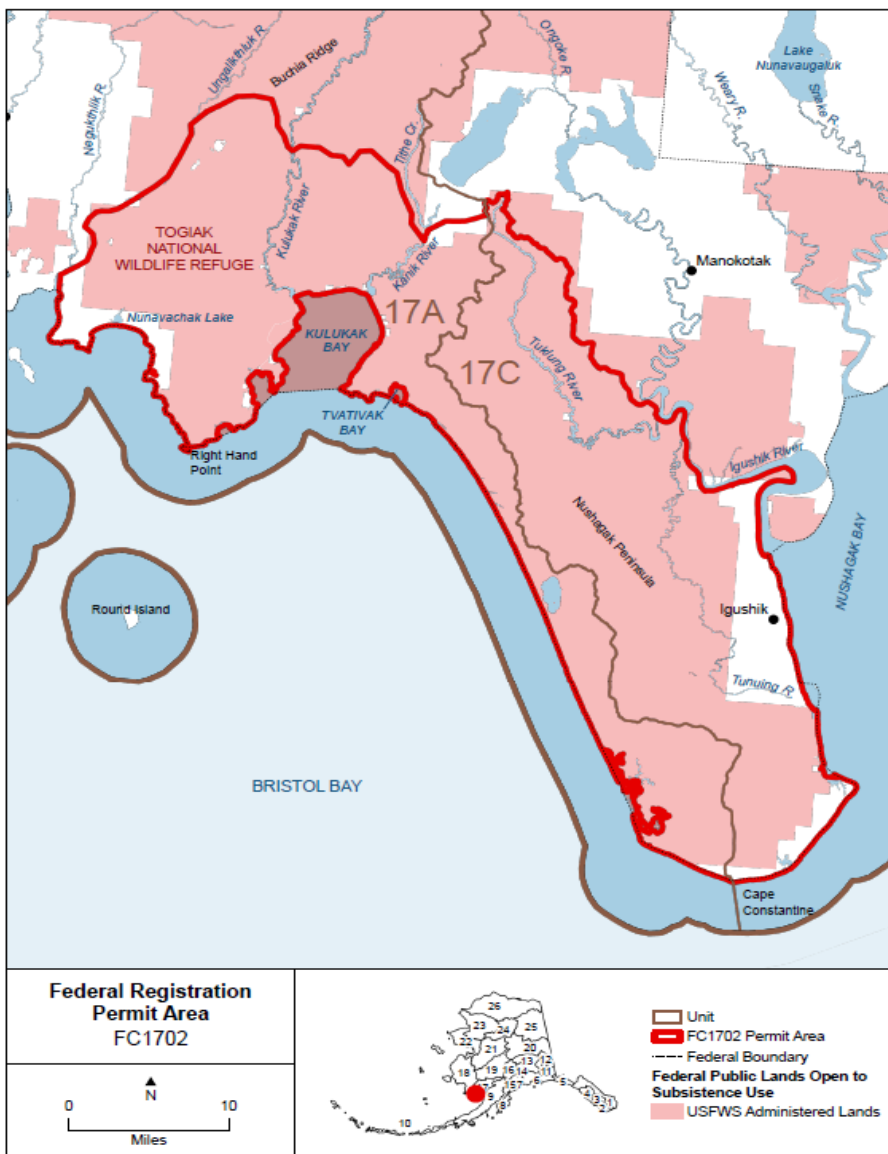 Ungalikthluk R.
Buchia Ridge
Ongoke R.
Lake
Nunavaugaluk
Weary R.
Snake R.
Negukthlik R.
Tithe Cr.
TOGIAK
NATIONAL
WILDLIFE REFUGE
Kulukak River
Kanik River
Manokotak
Nunavachak Lake
KULUKAK
BAY
17A
17C
Tuklung River
TVATIVAK
BAY
Right Hand
Point
Igushik River
Nushagak Peninsula
NUSHAGAK BAY
Round Island
Igushik
Tunuing R.
BRISTOL BAY
Cape
Constantine
Federal Registration
Permit Area
FC1702
N
0 10
Miles
26
23 24 25
22 21 20
18 19 16 13 12
14 11
15 6 5
7 9 8
4 3 1
2
10
Unit
FC1702 Permit Area
Federal Boundary
Federal Public Lands Open to
Subsistence Use
USFWS Administered Lands